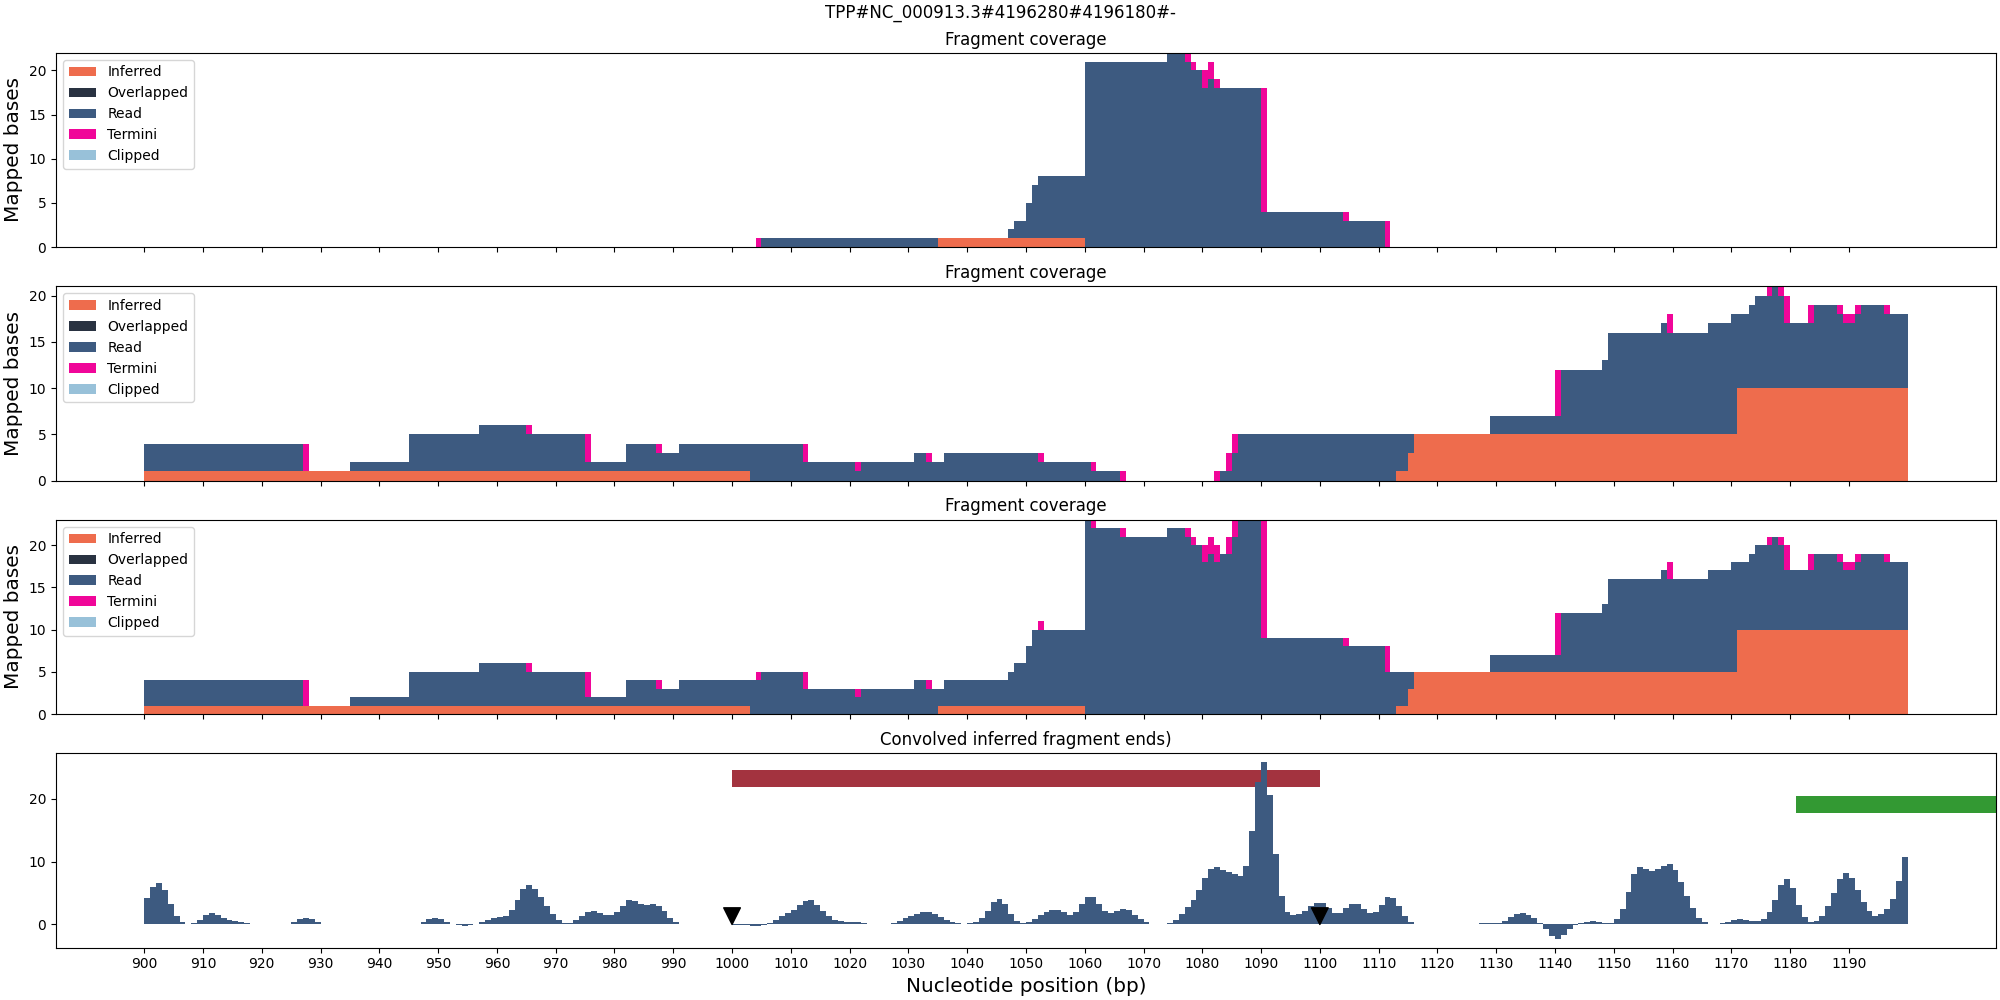 TPP#NC_000913.3#4196280#4196180#-
Fragment coverage
Mapped bases
20
15
10
5
0
Inferred
Overlapped
Read
Termini
Clipped
Fragment coverage
Mapped bases
20
15
10
5
0
Inferred
Overlapped
Read
Termini
Clipped
Fragment coverage
Mapped bases
20
15
10
5
0
Inferred
Overlapped
Read
Termini
Clipped
Convolved inferred fragment ends)
20
10
0
900 910 920 930 940 950 960 970 980 990 1000 1010 1020 1030 1040 1050 1060 1070 1080 1090 1100 1110 1120 1130 1140 1150 1160 1170 1180 1190
Nucleotide position (bp)